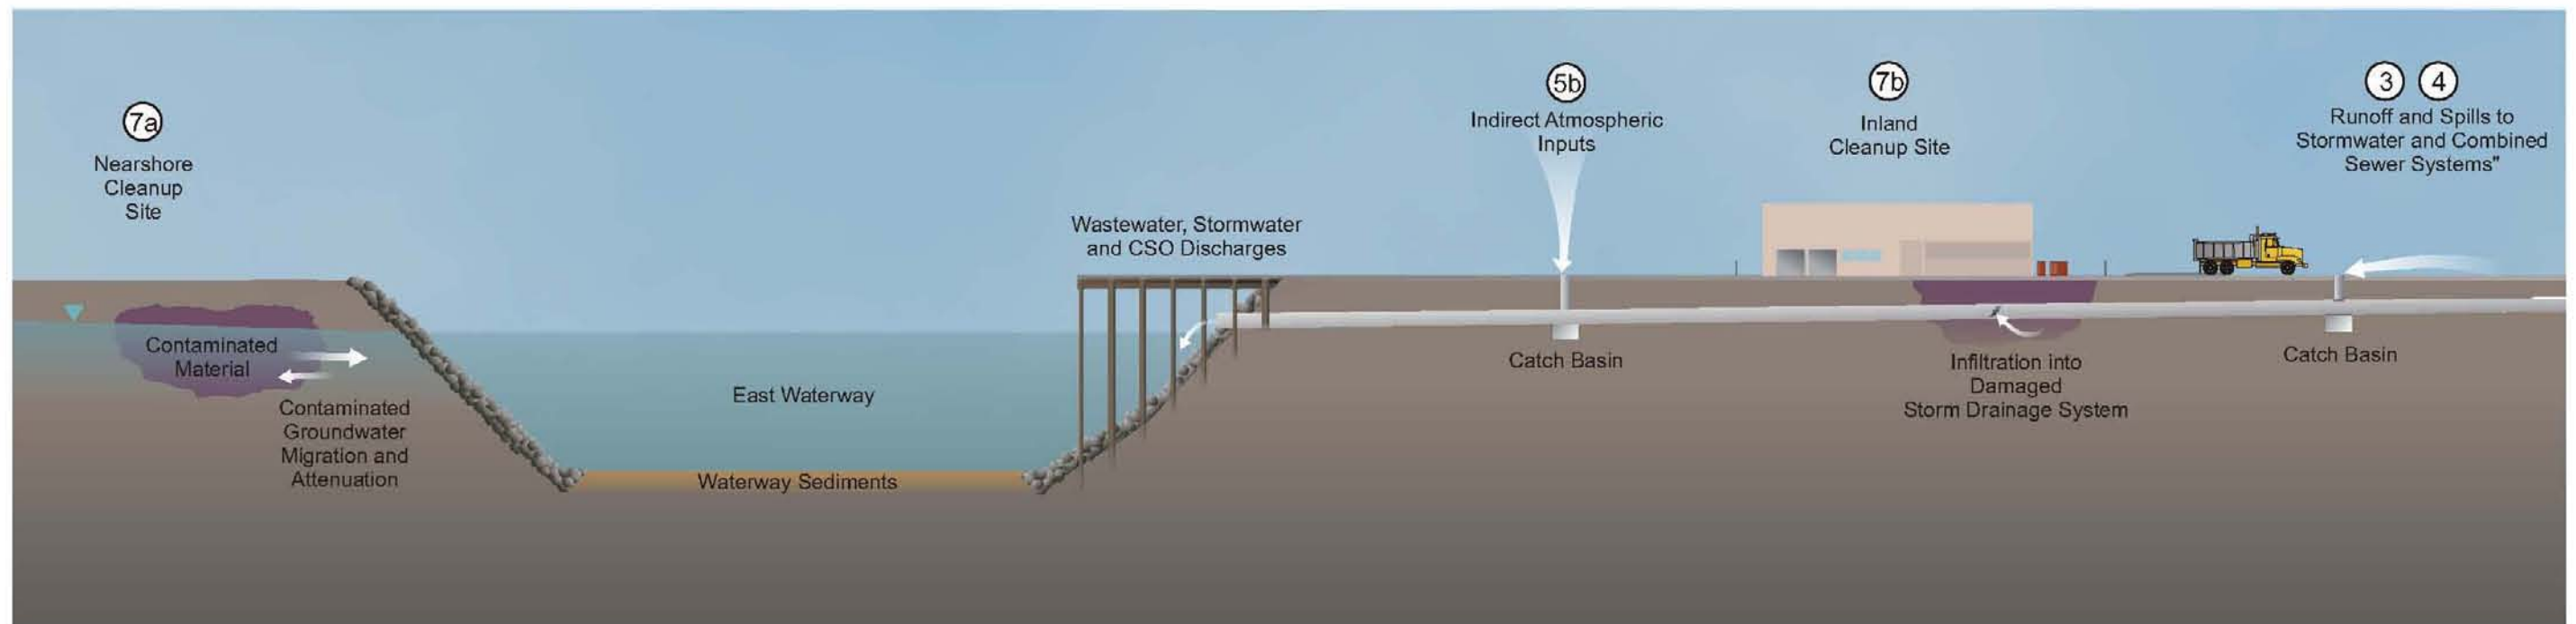 7a
Nearshore
Cleanup
Site
Contaminated
Material
Contaminated
Groundwater
Migration and
Attenuation
East Waterway
Waterway Sediments
Wastewater, Stormwater
and CSO Discharges
5b
Indirect Atmospheric
Inputs
Catch Basin
7b
Inland
Cleanup Site
Infiltration into
Damaged
Storm Drainage System
3 4
Runoff and Spills to
Stormwater and Combined
Sewer Systems"
Catch Basin